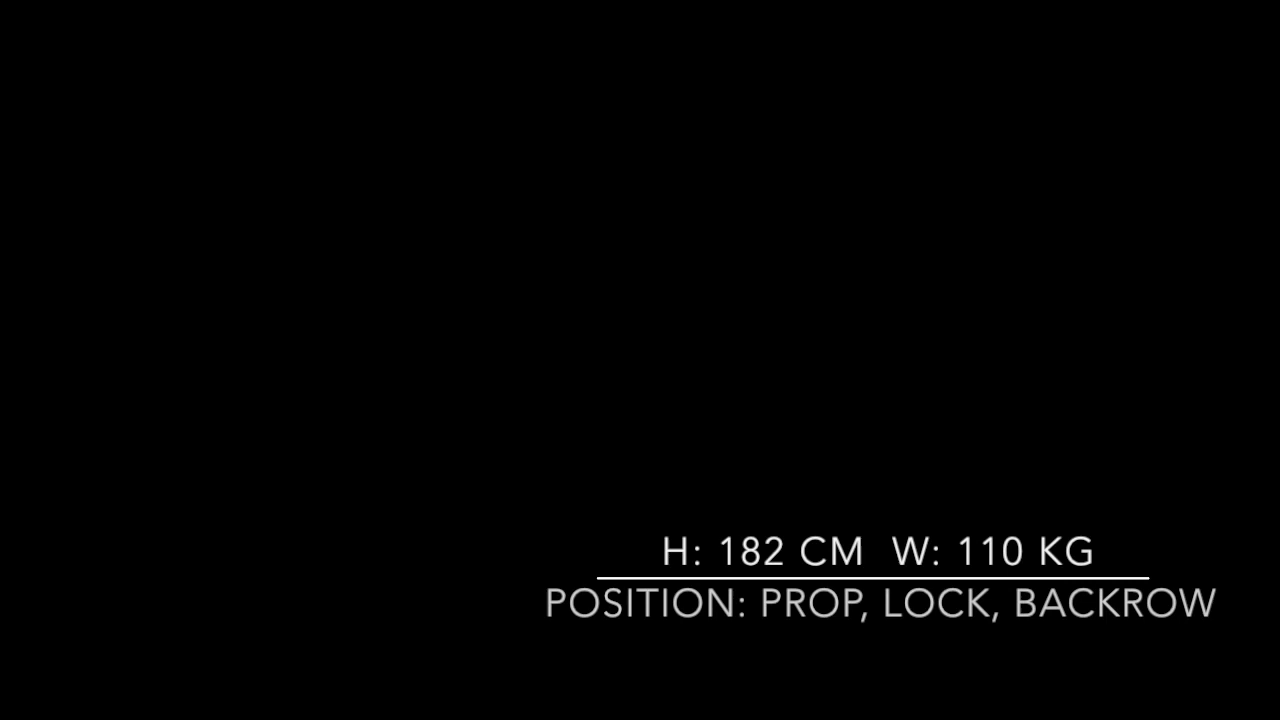 H: 182 CM W: 110 KG
POSITION: PROP, LOCK, BACKROW